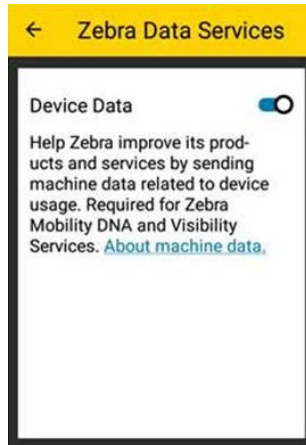 Zebra Data Services
Device Data
Help Zebra improve its prod-
ucts and services by sending
machine data related to device
usage. Required for Zebra
Mobility DNA and Visibility
Services. About machine data.